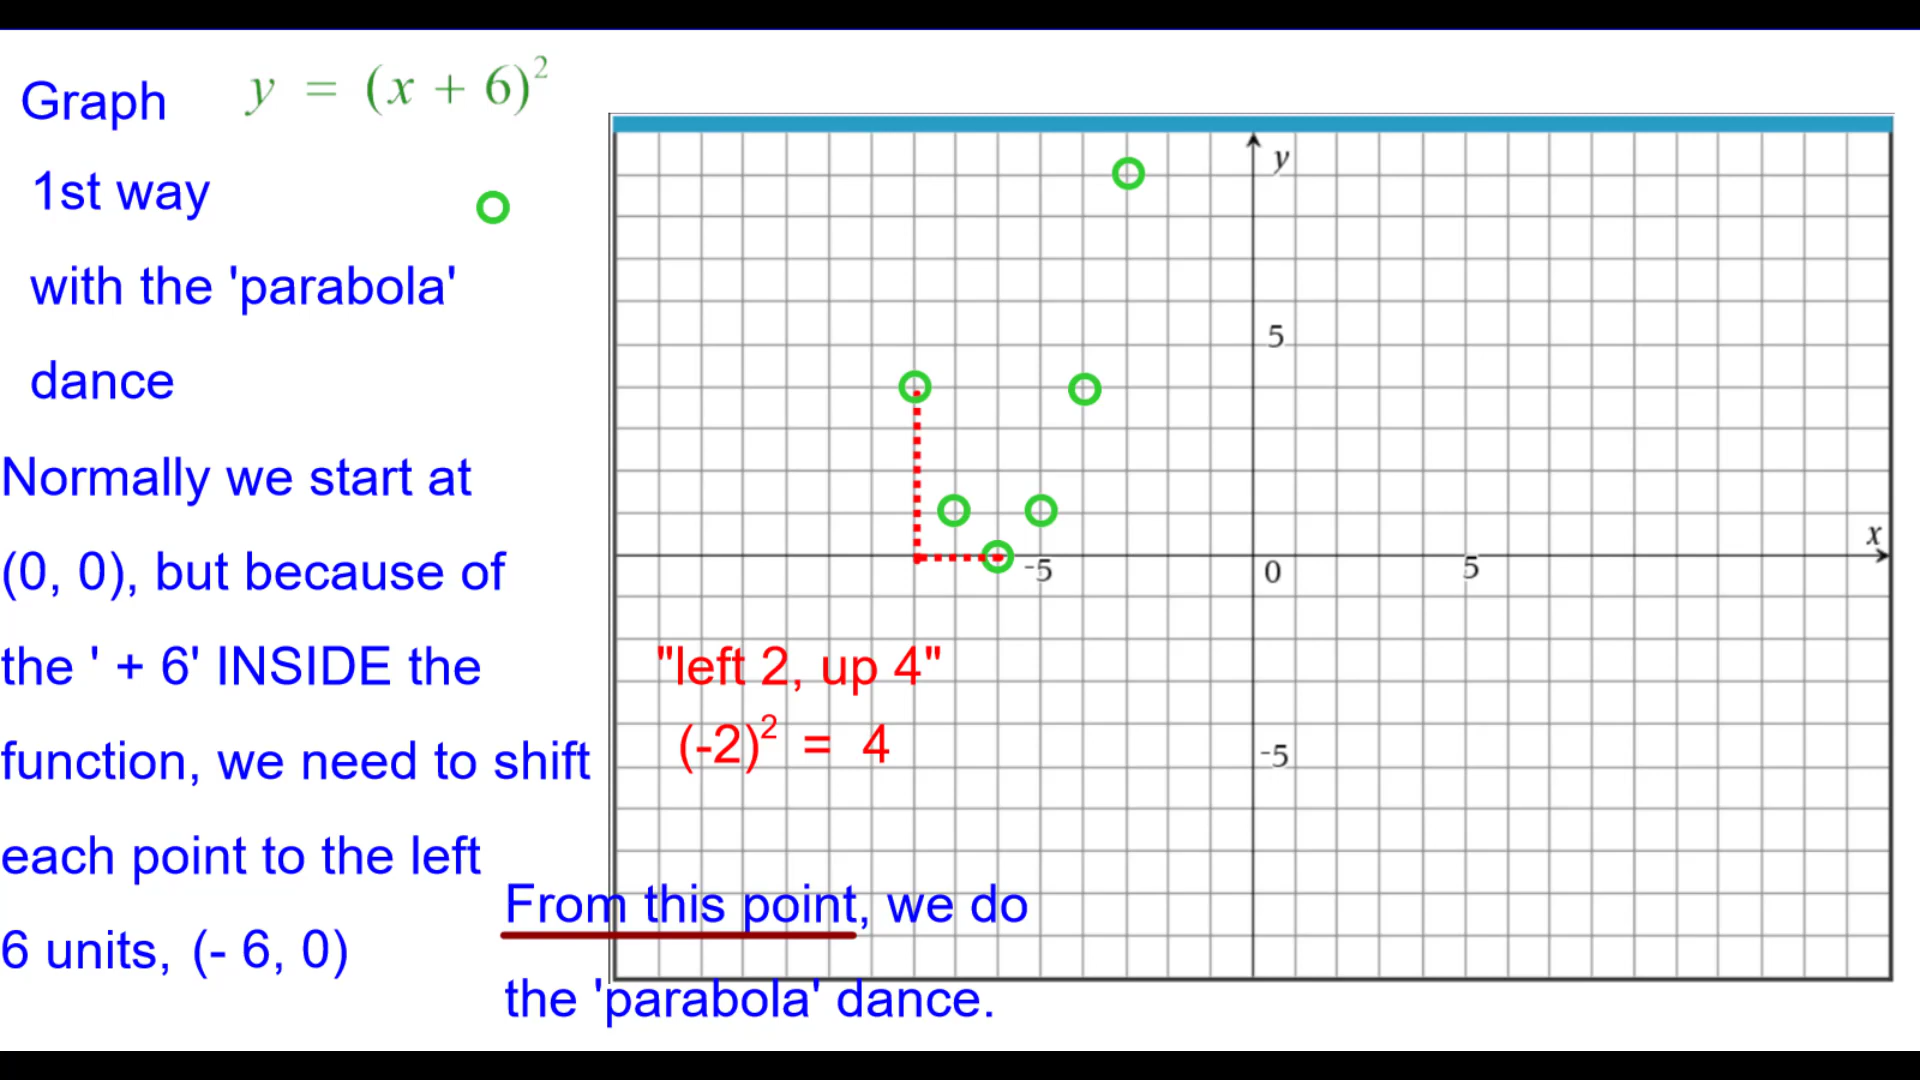 Graph y = (x + 6)²
1st way
with the 'parabola'
dance
Normally we start at
(0, 0), but because of
the ' + 6' INSIDE the
function, we need to shift
each point to the left
6 units, (- 6, 0)
y
5
x
-5 0 5
-5
"left 2, up 4"
(-2)² = 4
From this point, we do
the 'parabola' dance.